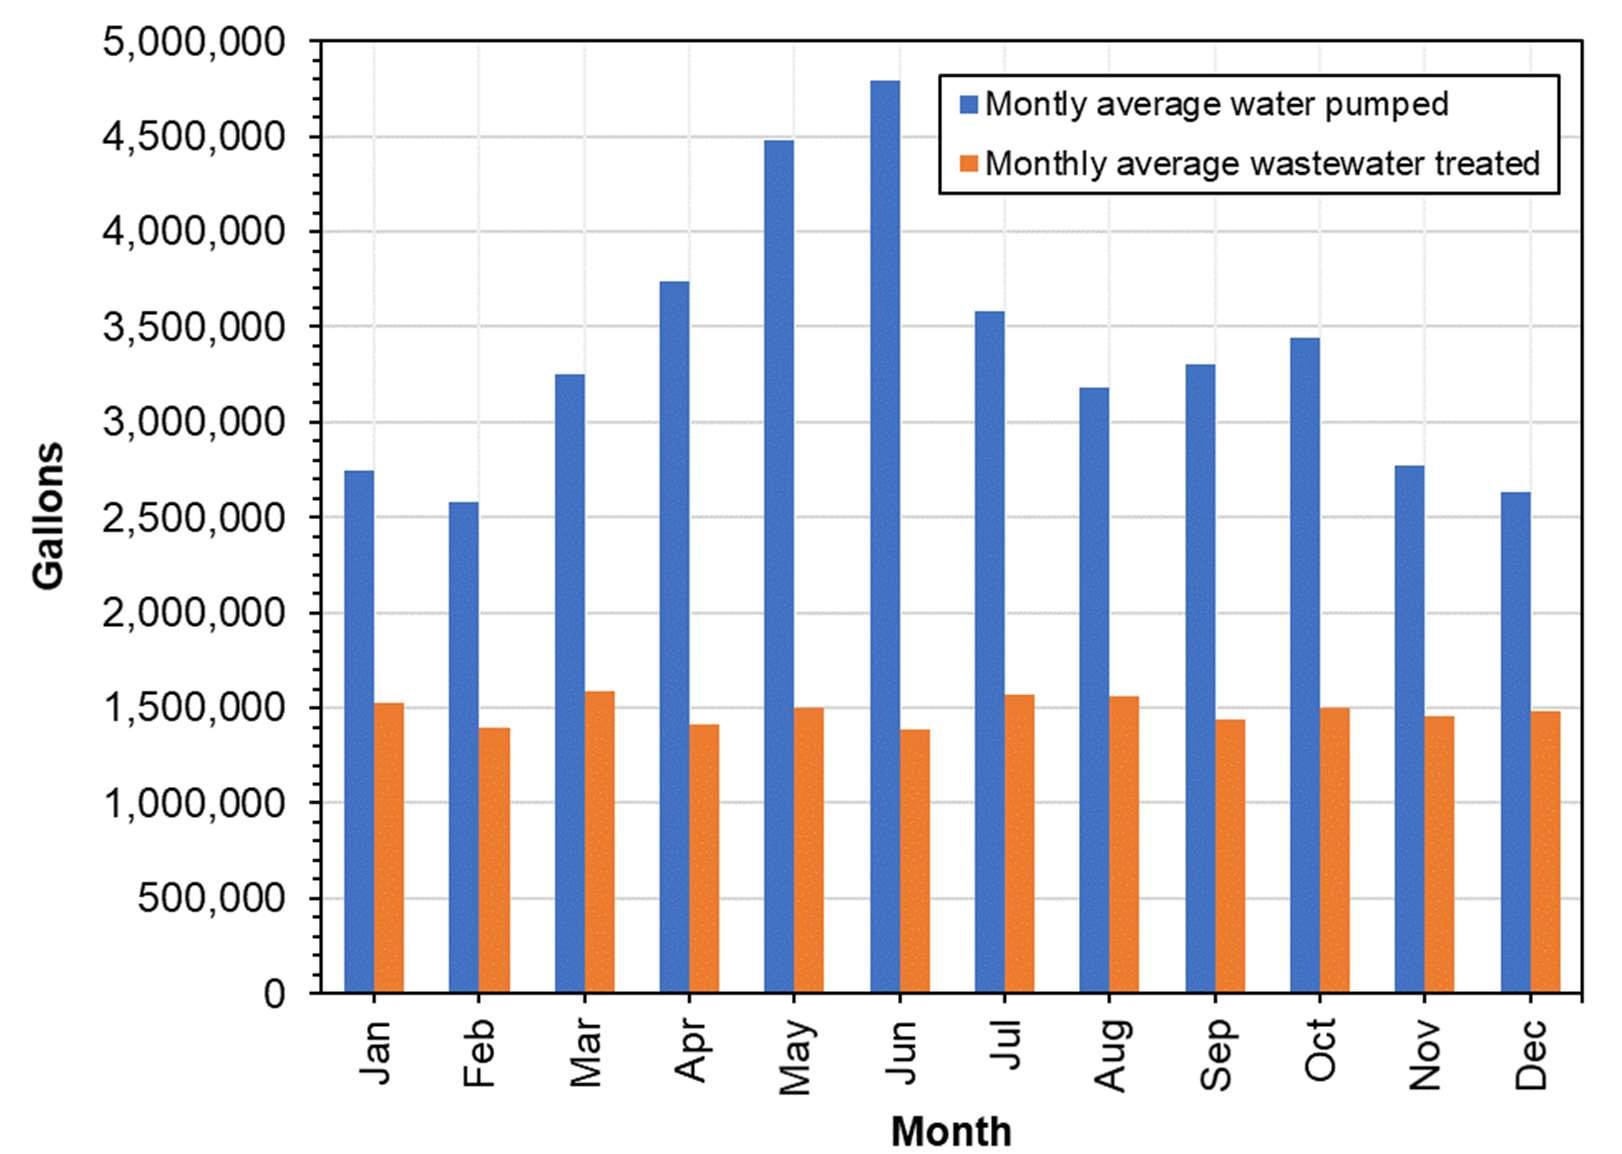 5,000,000
4,500,000
4,000,000
3,500,000
3,000,000
2,500,000
2,000,000
1,500,000
1,000,000
500,000
0
Gallons
Montly average water pumped
Monthly average wastewater treated
Jan
Feb
Mar
Apr
May
Jun
Jul
Aug
Sep
Oct
Nov
Dec
Month